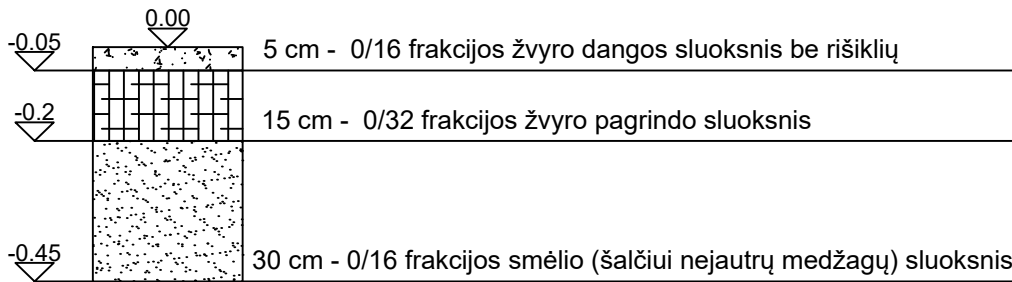 0.00
-0.05
5 cm - 0/16 frakcijos žvyro dangos sluoksnis be rišiklių
-0.2
15 cm - 0/32 frakcijos žvyro pagrindo sluoksnis
-0.45
30 cm - 0/16 frakcijos smėlio (šalčiui nejautrų medžagų) sluoksnis